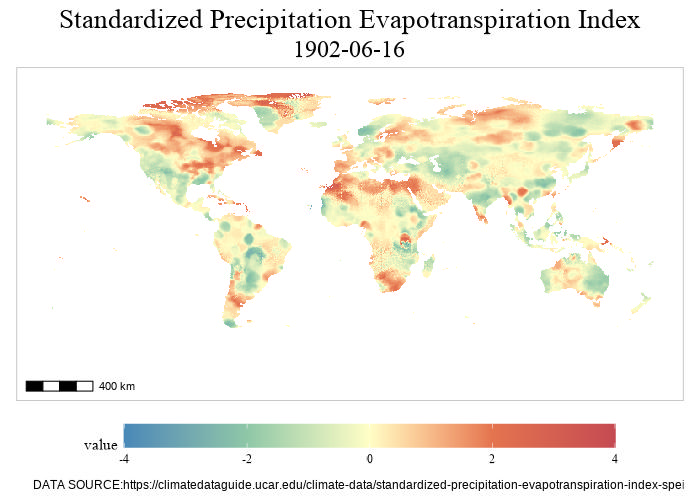 Standardized Precipitation Evapotranspiration Index
1902-06-16
400 km
value
-4 -2 0 2 4
DATA SOURCE:https://climatedataguide.ucar.edu/climate-data/standardized-precipitation-evapotranspiration-index-spei